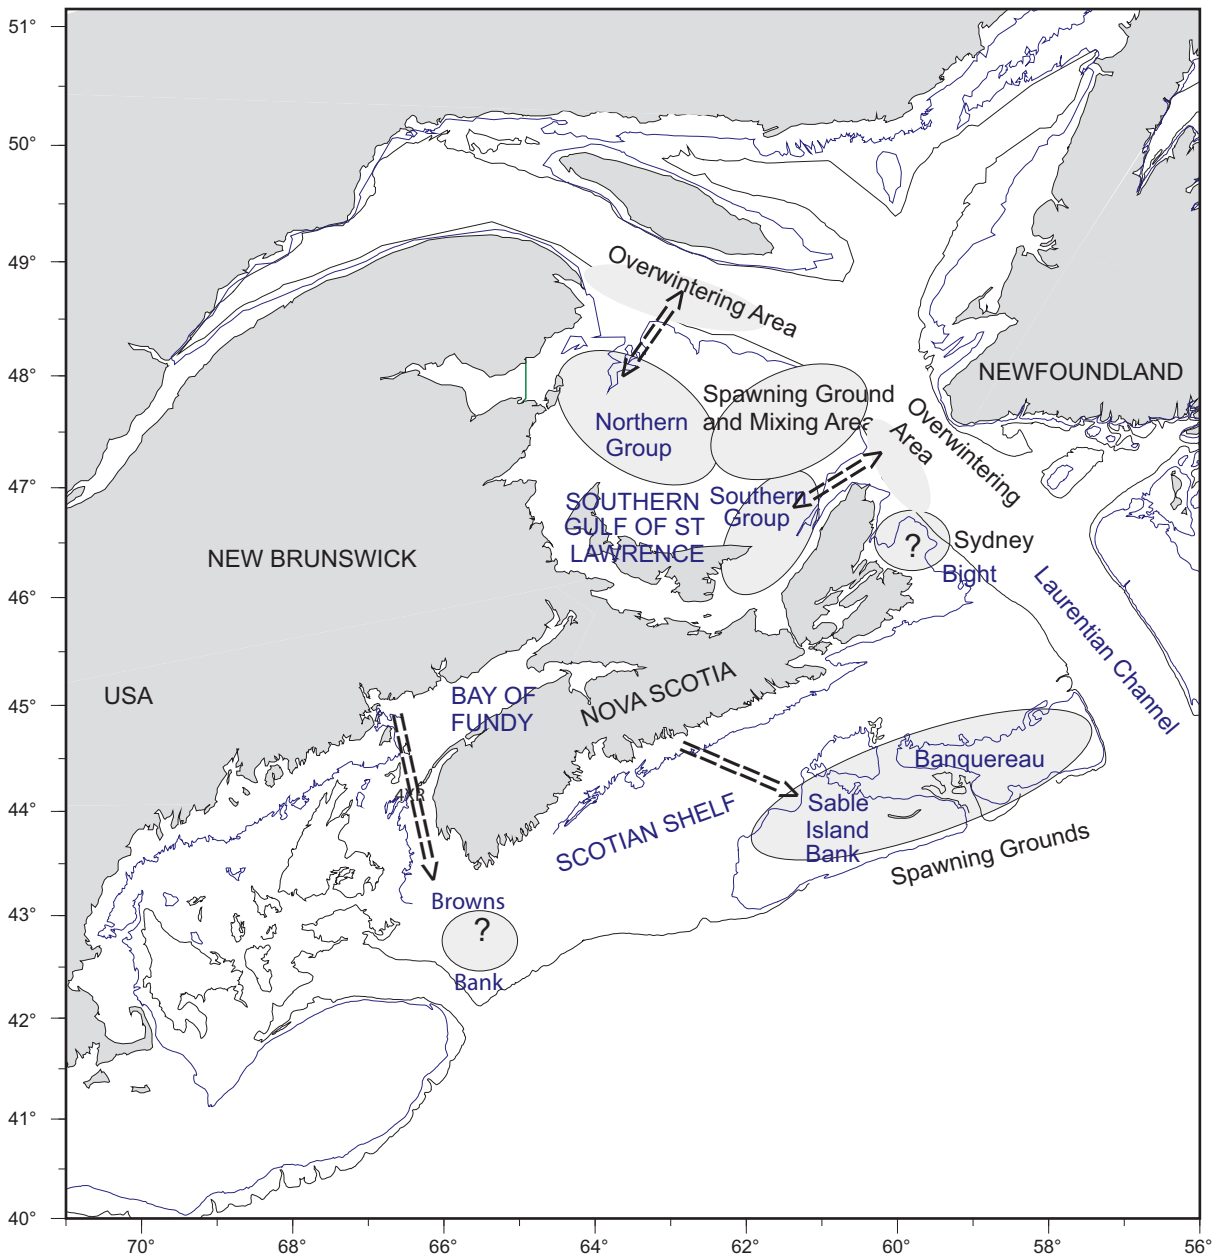 51°
50°
49°
48°
47°
46°
45°
44°
43°
42°
41°
40°
Overwintering Area
NEWFOUNDLAND
Spawning Ground
and Mixing Area
Northern
Group
Overwintering
Area
SOUTHERN
GULF OF ST
LAWRENCE
Southern
Group
?
Sydney
Bight
NEW BRUNSWICK
Laurentian Channel
USA
BAY OF
FUNDY
NOVA SCOTIA
Banquereau
Sable
Island
Bank
SCOTIAN SHELF
Spawning Grounds
Browns
?
Bank
70°
68°
66°
64°
62°
60°
58°
56°